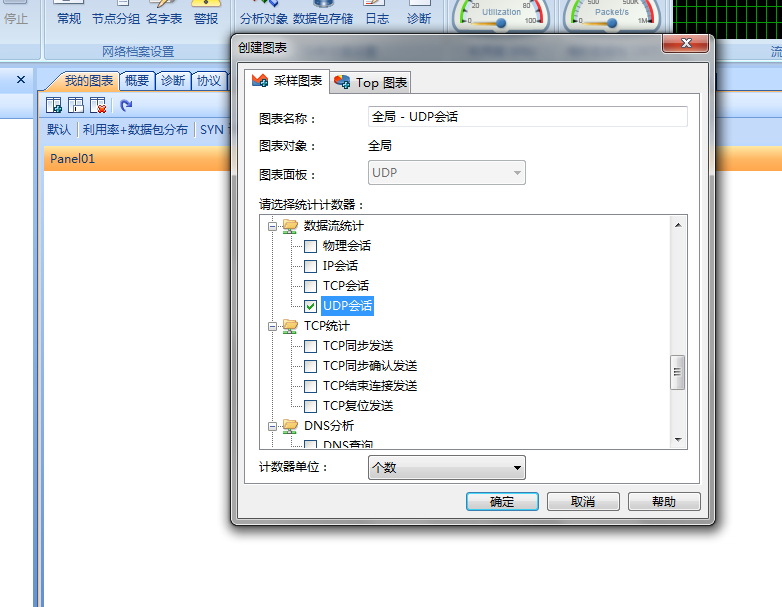 20 80
500 500K
Utilization
Packet/s
0 100
0 1M
停止 常规 节点分组 名字表 警报 分析对象 数据包存储 日志 诊断
网络档案设置
流
创建图表
我的图表 概要 诊断 协议
采样图表 Top 图表
图表名称： 全局 - UDP会话
默认 利用率+数据包分布 SYN
图表对象： 全局
Panel01
图表面板： UDP
请选择统计计数器：
数据流统计
物理会话
IP会话
TCP会话
UDP会话
TCP统计
TCP同步发送
TCP同步确认发送
TCP结束连接发送
TCP复位发送
DNS分析
DNS查询
计数器单位： 个数
确定 取消 帮助